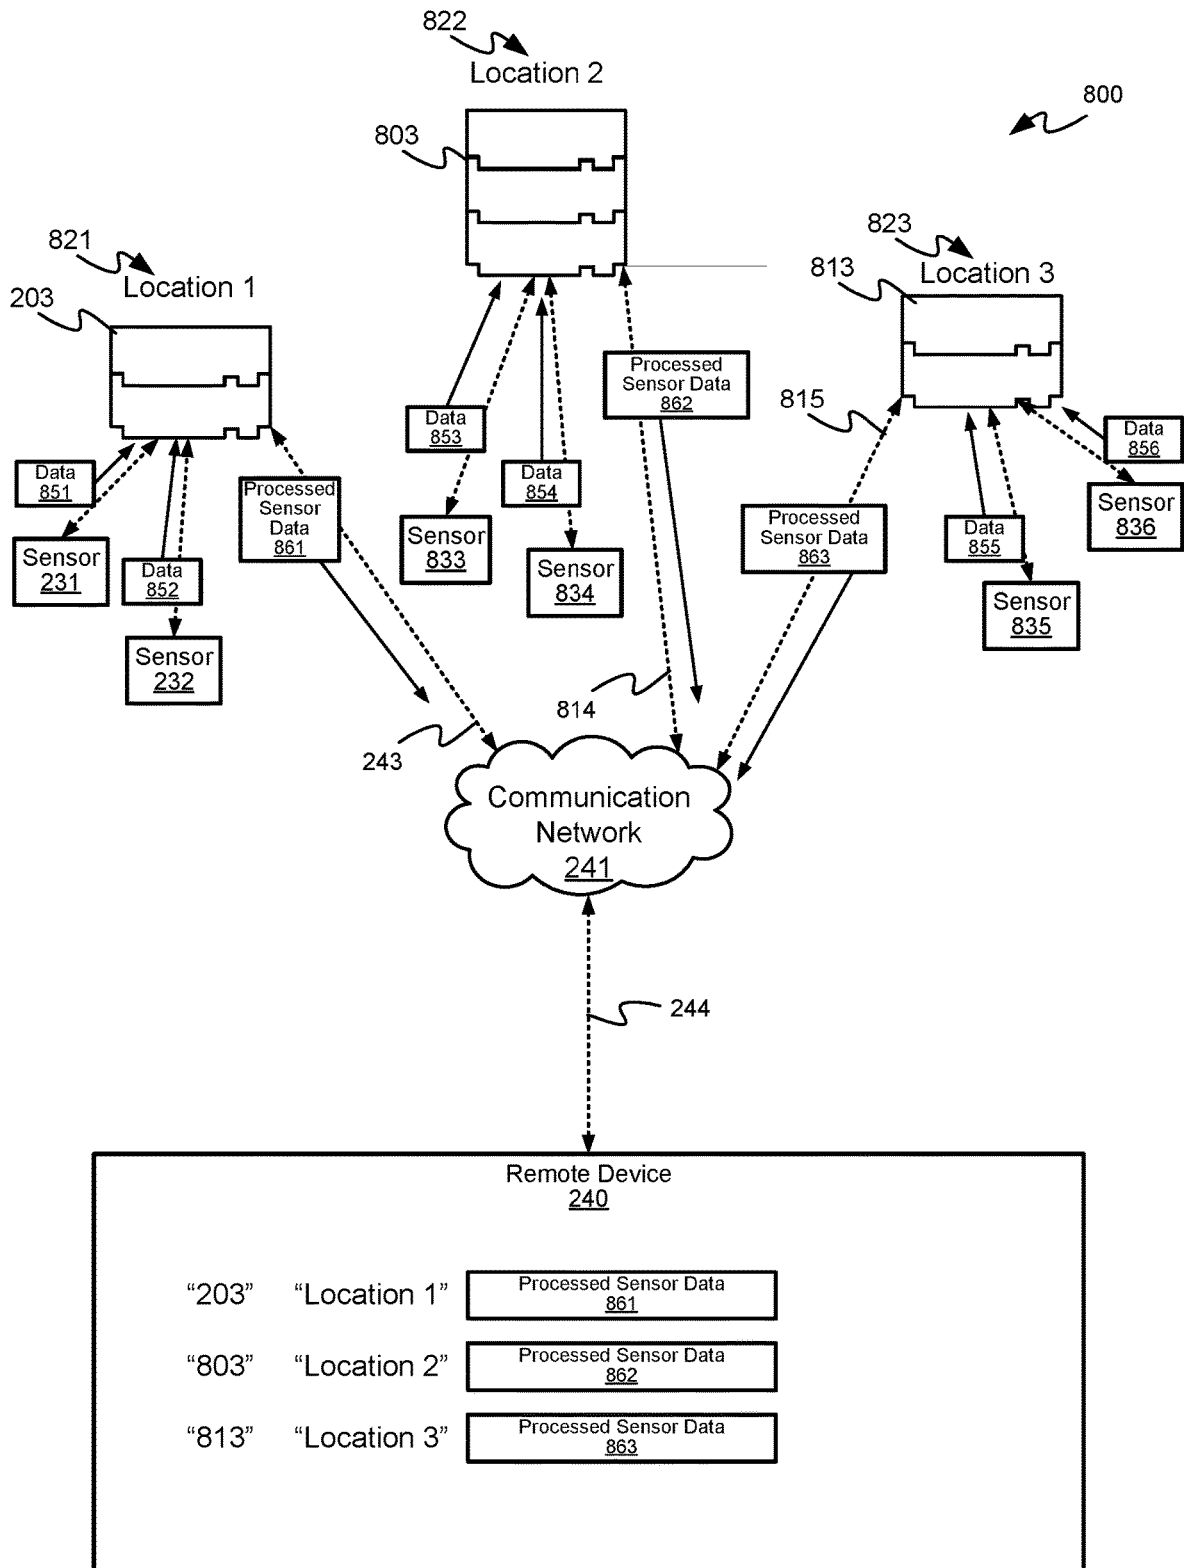 822
Location 2
800
803
823
Location 3
821
Location 1
813
203
Processed
Sensor Data
862
815
Data
853
Data
856
Data
851
Data
854
Processed
Sensor
Data
861
Sensor
836
Processed
Sensor Data
863
Data
855
Sensor
833
Sensor
231
Data
852
Sensor
834
Sensor
835
Sensor
232
814
243
Communication
Network
241
244
Remote Device
240
“203” “Location 1” Processed Sensor Data
861
“803” “Location 2” Processed Sensor Data
862
“813” “Location 3” Processed Sensor Data
863